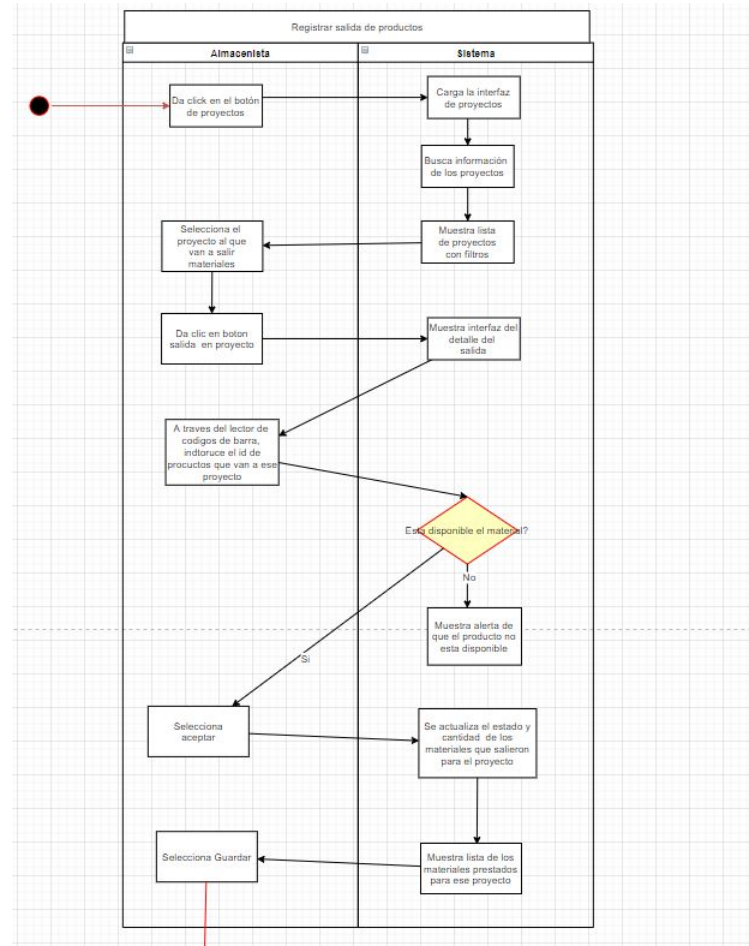 Registrar salida de productos
Almacenista
Sistema
Da click en el botón
de proyectos
Carga la interfaz
de proyectos
Busca información
de los proyectos
Muestra lista
de proyectos
con filtros
Selecciona el
proyecto al que
van a salir
materiales
Da clic en boton
salida en proyecto
Muestra interfaz del
detalle del
salida
A traves del lector de
codigos de barra,
indtoruce el id de
procuctos que van a ese
proyecto
Esta disponible el material?
No
Muestra alerta de
que el producto no
esta disponible
Si
Selecciona
aceptar
Se actualiza el estado y
cantidad de los
materiales que salieron
para el proyecto
Muestra lista de los
materiales prestados
para ese proyecto
Selecciona Guardar